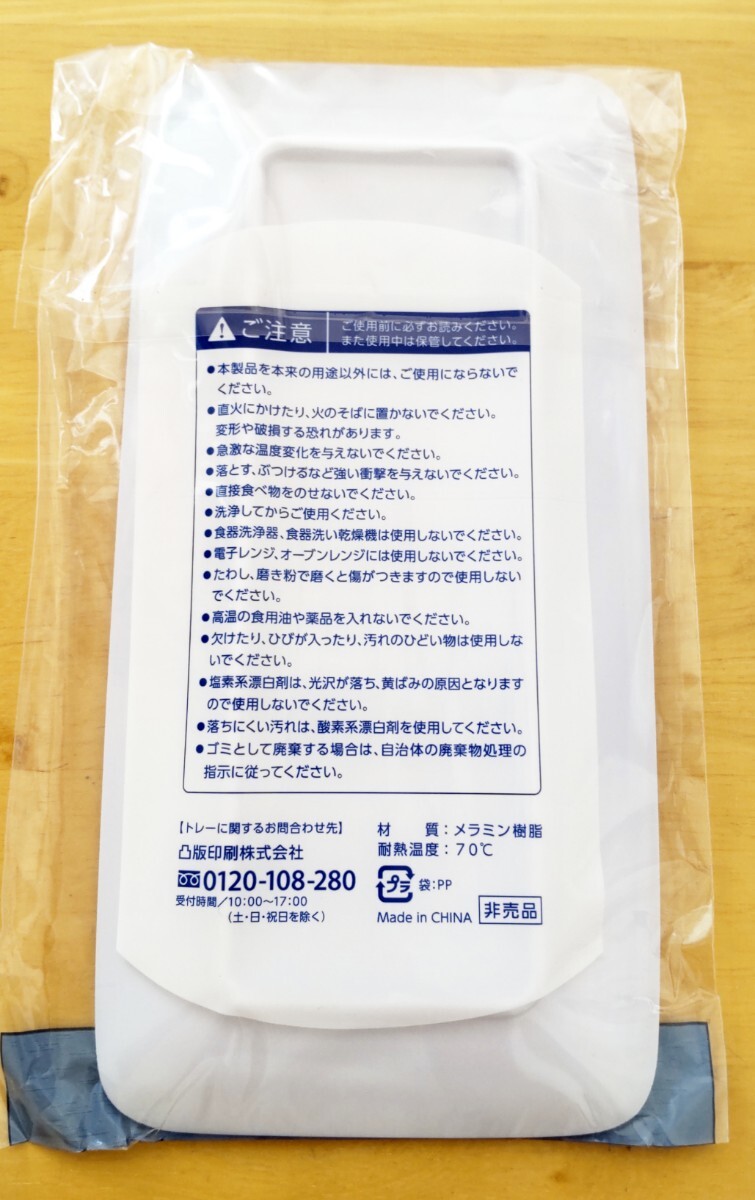 ご注意
ご使用前に必ずお読みください。
また使用中は保管してください。
●本製品を本来の用途以外には、ご使用にならないで
ください。
●直火にかけたり、火のそばに置かないでください。
変形や破損する恐れがあります。
●急激な温度変化を与えないでください。
●落とす、ぶつけるなど強い衝撃を与えないでください。
●直接食べ物をのせないでください。
●洗浄してからご使用ください。
●食器洗浄器、食器洗い乾燥機は使用しないでください。
●電子レンジ、オーブンレンジには使用しないでください。
●たわし、磨き粉で磨くと傷がつきますので使用しない
でください。
●高温の食用油や薬品を入れないでください。
●欠けたり、ひびが入ったり、汚れのひどい物は使用しな
いでください。
●塩素系漂白剤は、光沢が落ち、黄ばみの原因となります
ので使用しないでください。
●落ちにくい汚れは、酸素系漂白剤を使用してください。
●ゴミとして廃棄する場合は、自治体の廃棄物処理の
指示に従ってください。
【トレーに関するお問合わせ先】
凸版印刷株式会社
0120-108-280
受付時間/10:00〜17:00
(土・日・祝日を除く)
材　質：メラミン樹脂
耐熱温度：70℃
プラ 袋:PP
Made in CHINA 非売品